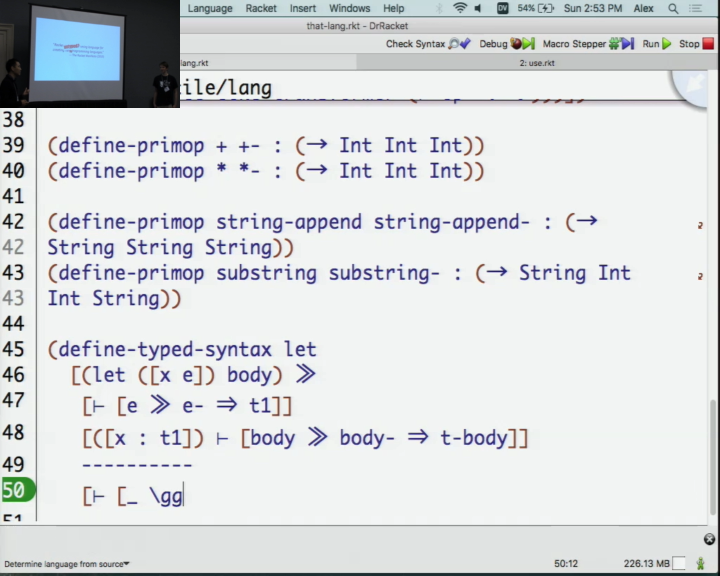 Language Racket Insert Windows Help 54% Sun 2:53 PM Alex
that-lang.rkt - DrRacket
Check Syntax Debug Macro Stepper Run Stop
lang.rkt 2: use.rkt
ile/lang
38
39 (define-primop + +- : (→ Int Int Int))
40 (define-primop * *- : (→ Int Int Int))
41
42 (define-primop string-append string-append- : (→
42 String String String))
43 (define-primop substring substring- : (→ String Int
43 Int String))
44
45 (define-typed-syntax let
46 [(let ([x e]) body) ≫
47 [⊢ [e ≫ e- ⇒ t1]]
48 [([x : t1]) ⊢ [body ≫ body- ⇒ t-body]]
49 ----------
50 [⊢ [_ \gg
51
Determine language from source 50:12 226.13 MB